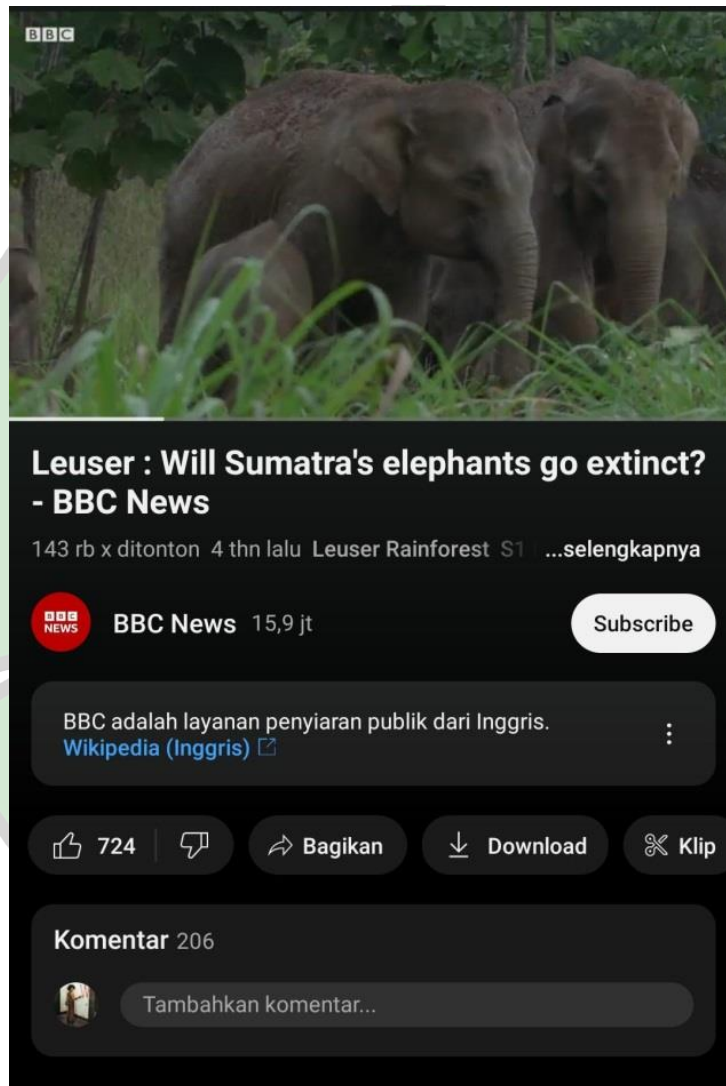 BBC
Leuser : Will Sumatra's elephants go extinct?
- BBC News
143 rb x ditonton 4 thn lalu Leuser Rainforest S1 ...selengkapnya
BBC NEWS
BBC News 15,9 jt
Subscribe
BBC adalah layanan penyiaran publik dari Inggris.
Wikipedia (Inggris)
724
Bagikan
Download
Klip
Komentar 206
Tambahkan komentar...